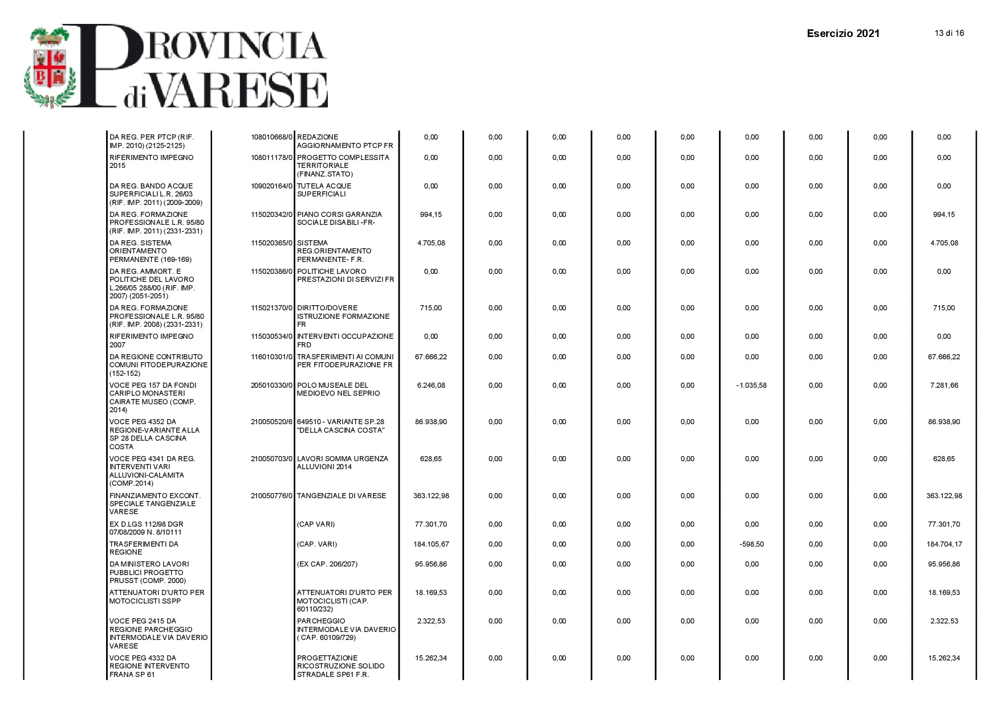 PROVINCIA
di VARESE
B
Esercizio 2021 13 di 16
DA REG. PER PTCP (RIF. 108010668/0 REDAZIONE 0,00 0,00 0,00 0,00 0,00 0,00 0,00 0,00 0,00
IMP. 2010) (2125-2125) AGGIORNAMENTO PTCP FR
RIFERIMENTO IMPEGNO 108011178/0 PROGETTO COMPLESSITA 0,00 0,00 0,00 0,00 0,00 0,00 0,00 0,00 0,00
2015 TERRITORIALE
(FINANZ.STATO)
DA REG. BANDO ACQUE 109020164/0 TUTELA ACQUE 0,00 0,00 0,00 0,00 0,00 0,00 0,00 0,00 0,00
SUPERFICIALI L.R. 26/03 SUPERFICIALI
(RIF. IMP. 2011) (2009-2009)
DA REG. FORMAZIONE 115020342/0 PIANO CORSI GARANZIA 994,15 0,00 0,00 0,00 0,00 0,00 0,00 0,00 994,15
PROFESSIONALE L.R. 95/80 SOCIALE DISABILI -FR-
(RIF. IMP. 2011) (2331-2331)
DA REG. SISTEMA 115020365/0 SISTEMA 4.705,08 0,00 0,00 0,00 0,00 0,00 0,00 0,00 4.705,08
ORIENTAMENTO REG.ORIENTAMENTO
PERMANENTE (169-169) PERMANENTE- F.R.
DA REG. AMMORT. E 115020386/0 POLITICHE LAVORO 0,00 0,00 0,00 0,00 0,00 0,00 0,00 0,00 0,00
POLITICHE DEL LAVORO PRESTAZIONI DI SERVIZI FR
L.266/05 288/00 (RIF. IMP.
2007) (2051-2051)
DA REG. FORMAZIONE 115021370/0 DIRITTO/DOVERE 715,00 0,00 0,00 0,00 0,00 0,00 0,00 0,00 715,00
PROFESSIONALE L.R. 95/80 ISTRUZIONE FORMAZIONE
(RIF. IMP. 2008) (2331-2331) FR
RIFERIMENTO IMPEGNO 115030534/0 INTERVENTI OCCUPAZIONE 0,00 0,00 0,00 0,00 0,00 0,00 0,00 0,00 0,00
2007 FRD
DA REGIONE CONTRIBUTO 116010301/0 TRASFERIMENTI AI COMUNI 67.666,22 0,00 0,00 0,00 0,00 0,00 0,00 0,00 67.666,22
COMUNI FITODEPURAZIONE PER FITODEPURAZIONE FR
(152-152)
VOCE PEG 157 DA FONDI 205010330/0 POLO MUSEALE DEL 6.246,08 0,00 0,00 0,00 0,00 -1.035,58 0,00 0,00 7.281,66
CARIPLO MONASTERI MEDIOEVO NEL SEPRIO
CAIRATE MUSEO (COMP.
2014)
VOCE PEG 4352 DA 210050520/6 649510 - VARIANTE SP.28 86.938,90 0,00 0,00 0,00 0,00 0,00 0,00 0,00 86.938,90
REGIONE-VARIANTE ALLA "DELLA CASCINA COSTA"
SP 28 DELLA CASCINA
COSTA
VOCE PEG 4341 DA REG. 210050703/0 LAVORI SOMMA URGENZA 628,65 0,00 0,00 0,00 0,00 0,00 0,00 0,00 628,65
INTERVENTI VARI ALLUVIONI 2014
ALLUVIONI-CALAMITA
(COMP.2014)
FINANZIAMENTO EXCONT. 210050776/0 TANGENZIALE DI VARESE 363.122,98 0,00 0,00 0,00 0,00 0,00 0,00 0,00 363.122,98
SPECIALE TANGENZIALE
VARESE
EX D.LGS 112/98 DGR (CAP VARI) 77.301,70 0,00 0,00 0,00 0,00 0,00 0,00 0,00 77.301,70
07/08/2009 N. 8/10111
TRASFERIMENTI DA (CAP. VARI) 184.105,67 0,00 0,00 0,00 0,00 -598,50 0,00 0,00 184.704,17
REGIONE
DA MINISTERO LAVORI (EX CAP. 206/207) 95.956,86 0,00 0,00 0,00 0,00 0,00 0,00 0,00 95.956,86
PUBBLICI PROGETTO
PRUSST (COMP. 2000)
ATTENUATORI D'URTO PER ATTENUATORI D'URTO PER 18.169,53 0,00 0,00 0,00 0,00 0,00 0,00 0,00 18.169,53
MOTOCICLISTI SSPP MOTOCICLISTI (CAP.
60110/232)
VOCE PEG 2415 DA PARCHEGGIO 2.322,53 0,00 0,00 0,00 0,00 0,00 0,00 0,00 2.322,53
REGIONE PARCHEGGIO INTERMODALE VIA DAVERIO
INTERMODALE VIA DAVERIO ( CAP. 60109/729)
VARESE
VOCE PEG 4332 DA PROGETTAZIONE 15.262,34 0,00 0,00 0,00 0,00 0,00 0,00 0,00 15.262,34
REGIONE INTERVENTO RICOSTRUZIONE SOLIDO
FRANA SP 61 STRADALE SP61 F.R.